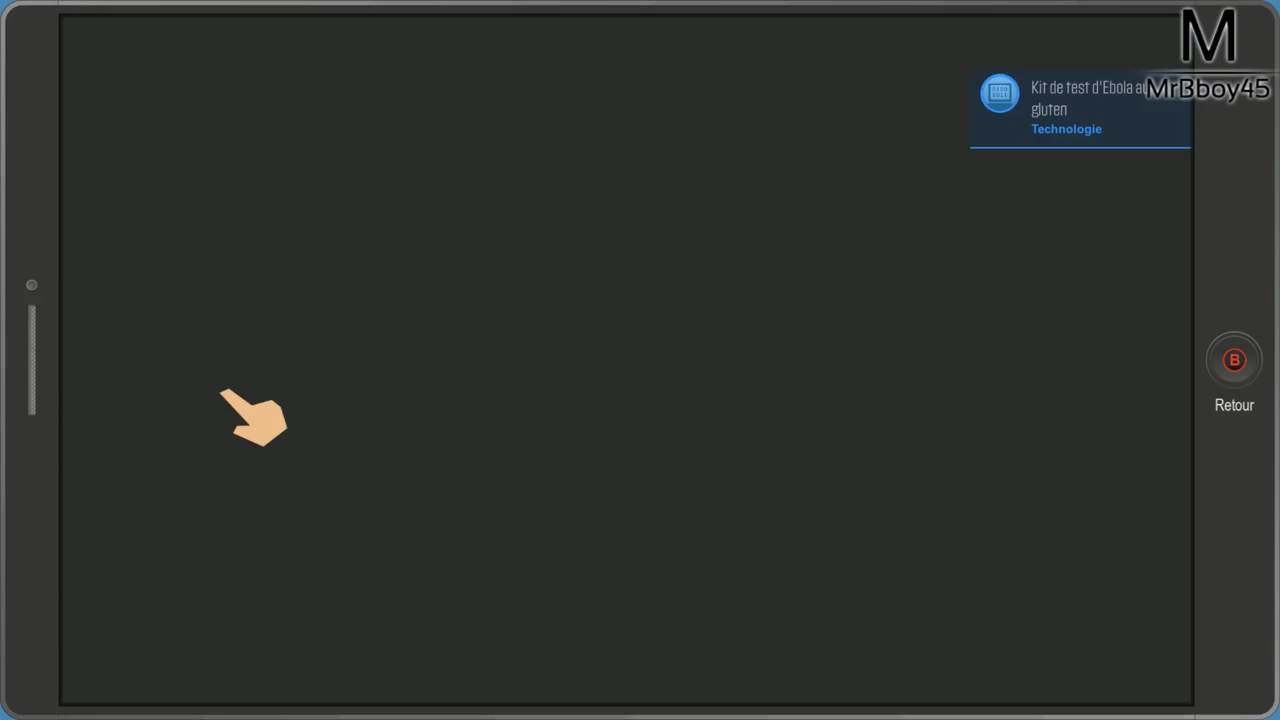 M
MrBboy45
Kit de test d'Ebola au
gluten
Technologie
B
Retour